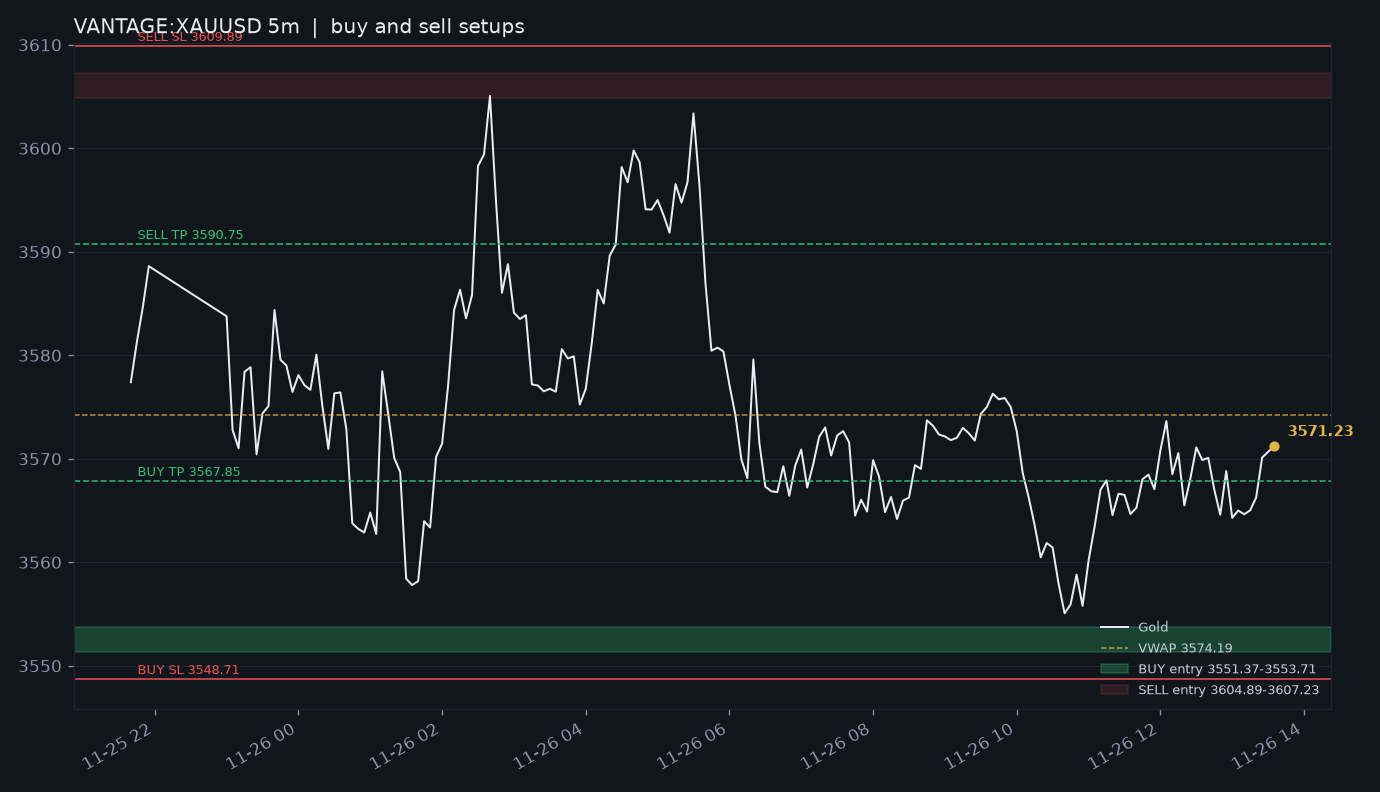 VANTAGE:XAUUSD 5m | buy and sell setups
SELL SL 3609.89
3610
3600
SELL TP 3590.75
3590
3580
3571.23
3570
BUY TP 3567.85
3560
Gold
VWAP 3574.19
BUY entry 3551.37-3553.71
SELL entry 3604.89-3607.23
3550
BUY SL 3548.71
11-25 22
11-26 00
11-26 02
11-26 04
11-26 06
11-26 08
11-26 10
11-26 12
11-26 14